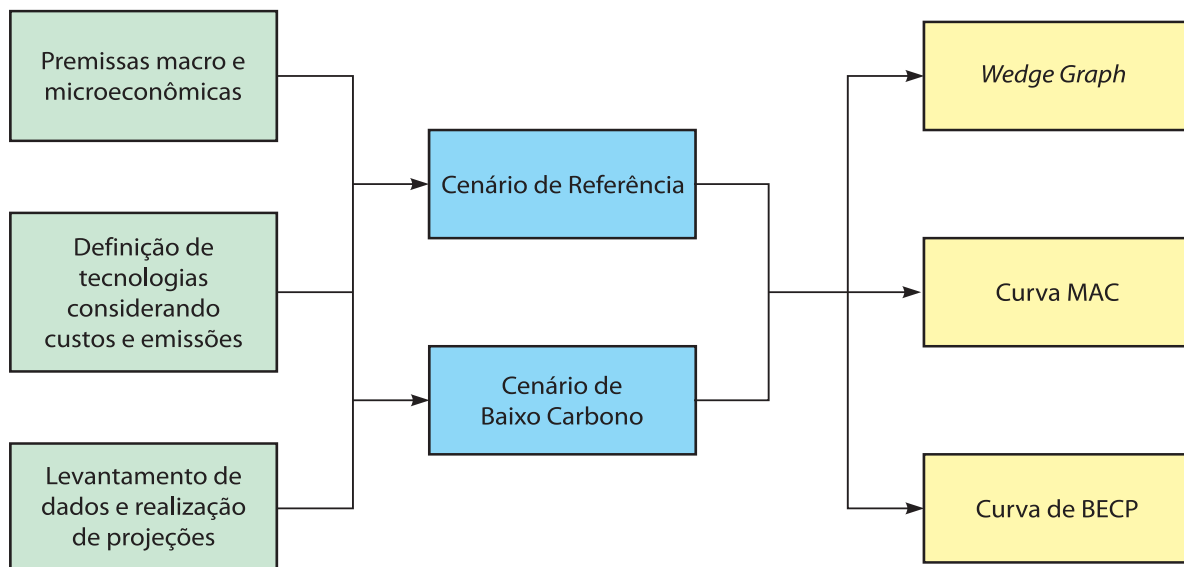 Premissas macro e
microeconômicas
Definição de
tecnologias
considerando
custos e emissões
Levantamento de
dados e realização
de projeções
Cenário de Referência
Cenário de
Baixo Carbono
Wedge Graph
Curva MAC
Curva de BECP